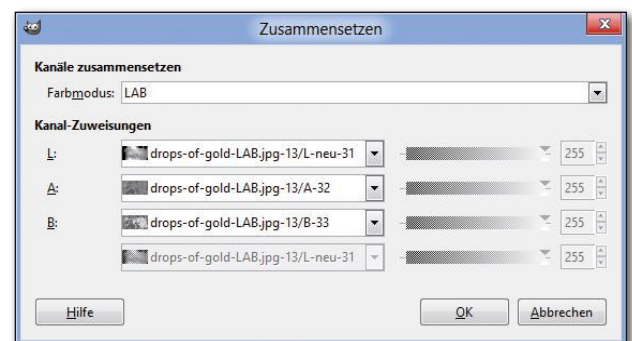 Zusammensetzen
Kanäle zusammensetzen
Farbmodus: LAB
Kanal-Zuweisungen
L: drops-of-gold-LAB.jpg-13/L-neu-31 255
A: drops-of-gold-LAB.jpg-13/A-32 255
B: drops-of-gold-LAB.jpg-13/B-33 255
drops-of-gold-LAB.jpg-13/L-neu-31 255
Hilfe OK Abbrechen